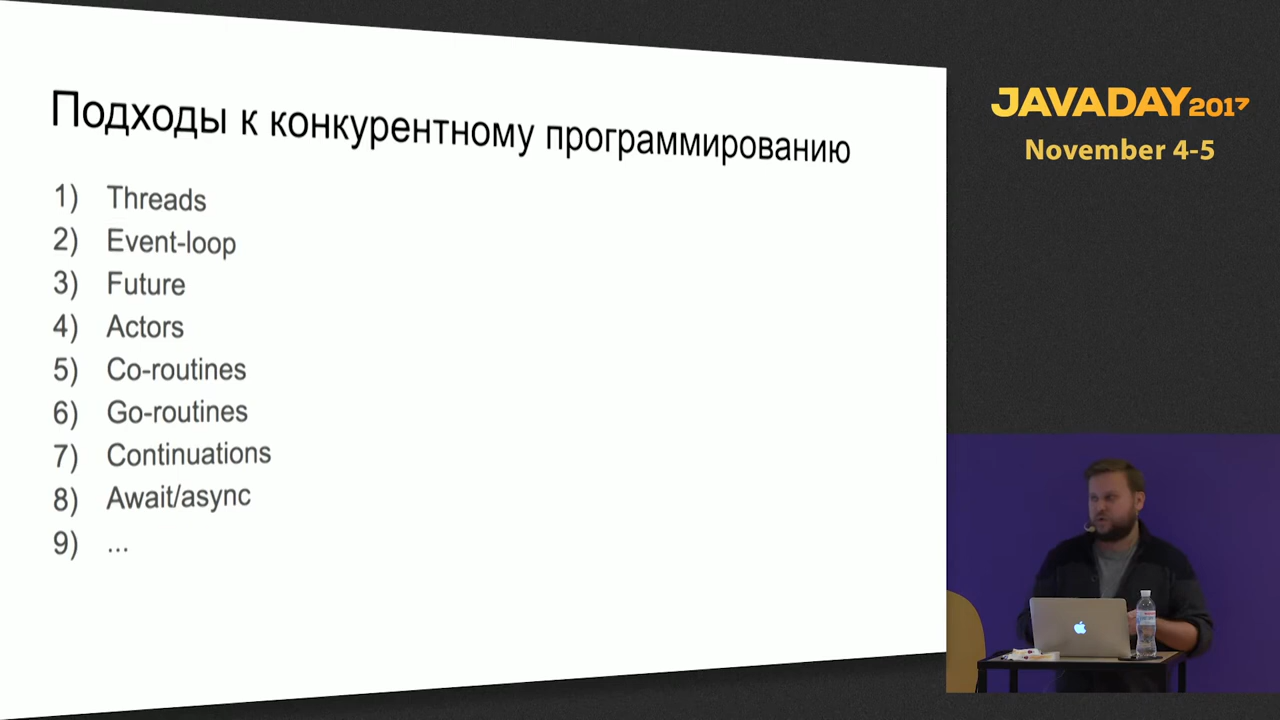 Подходы к конкурентному программированию
1) Threads
2) Event-loop
3) Future
4) Actors
5) Co-routines
6) Go-routines
7) Continuations
8) Await/async
9) ...
JAVADAY2017
November 4-5